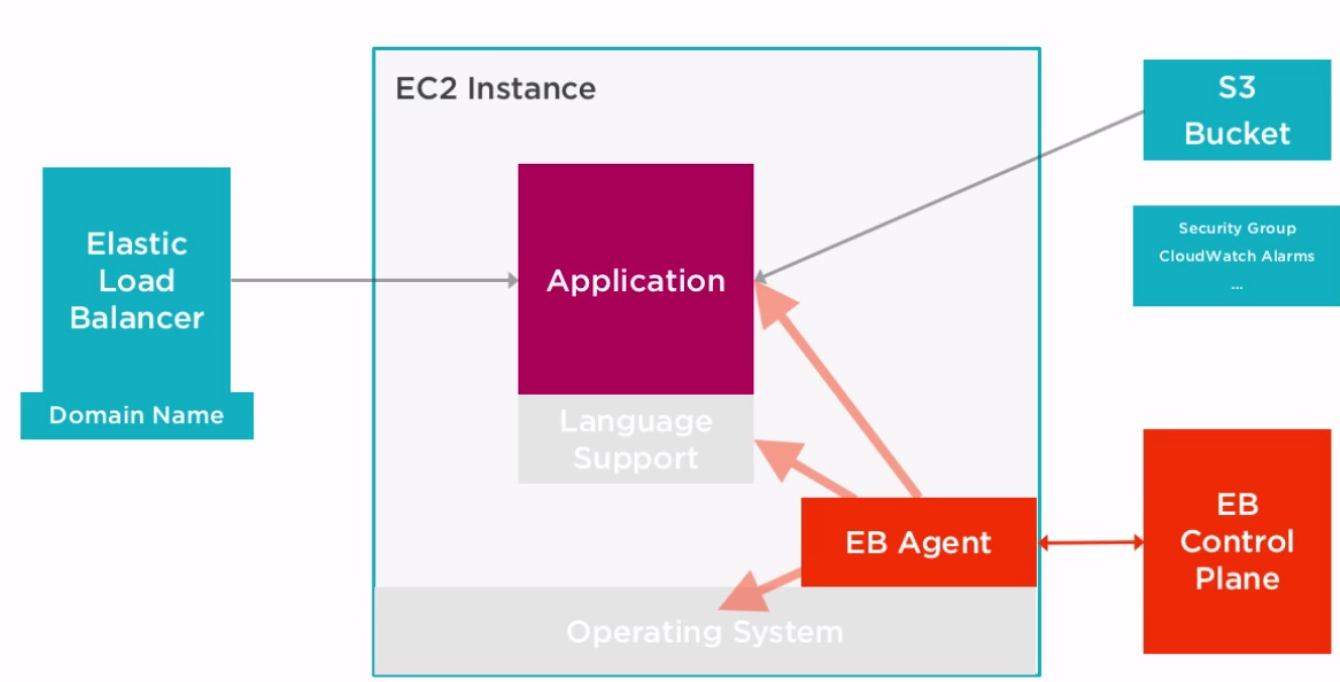 EC2 Instance
S3
Bucket
Security Group
CloudWatch Alarms
...
Elastic
Load
Balancer
Domain Name
Application
Language
Support
EB Agent
Operating System
EB
Control
Plane